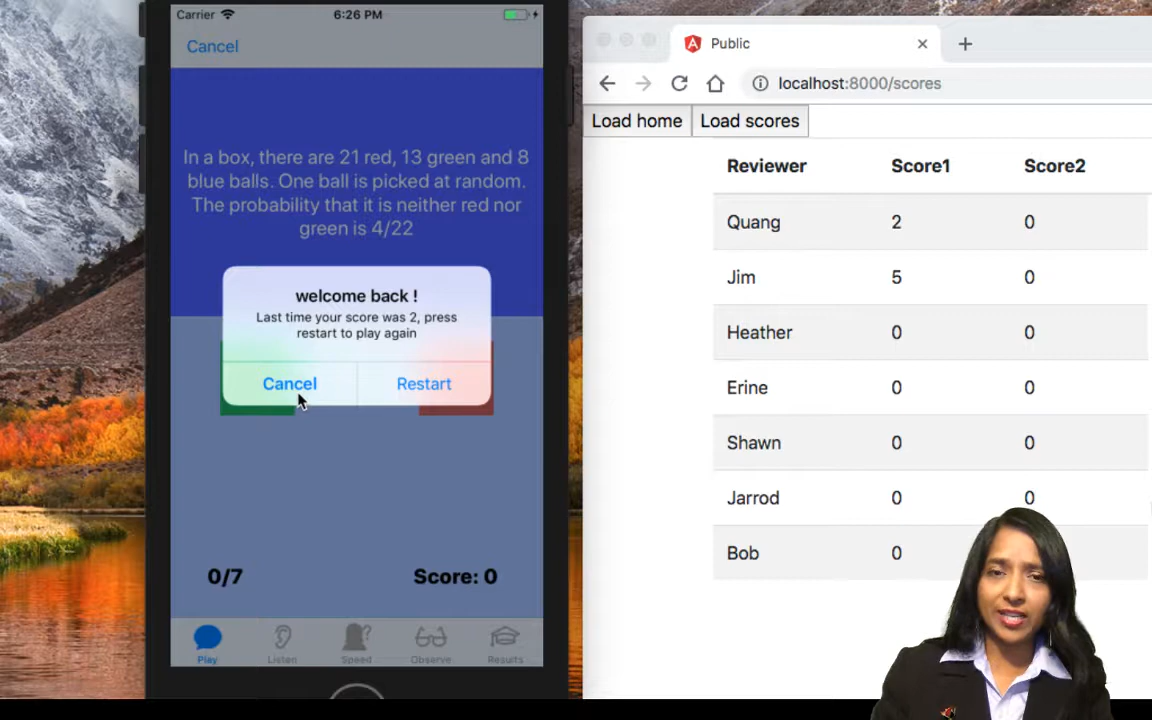 Carrier 6:26 PM
Cancel
In a box, there are 21 red, 13 green and 8
blue balls. One ball is picked at random.
The probability that it is neither red nor
green is 4/22
welcome back !
Last time your score was 2, press
restart to play again
Cancel Restart
0/7 Score: 0
Play Listen Speed... Observe Results
Public
localhost:8000/scores
Load home Load scores
Reviewer Score1 Score2
Quang 2 0
Jim 5 0
Heather 0 0
Erine 0 0
Shawn 0 0
Jarrod 0 0
Bob 0